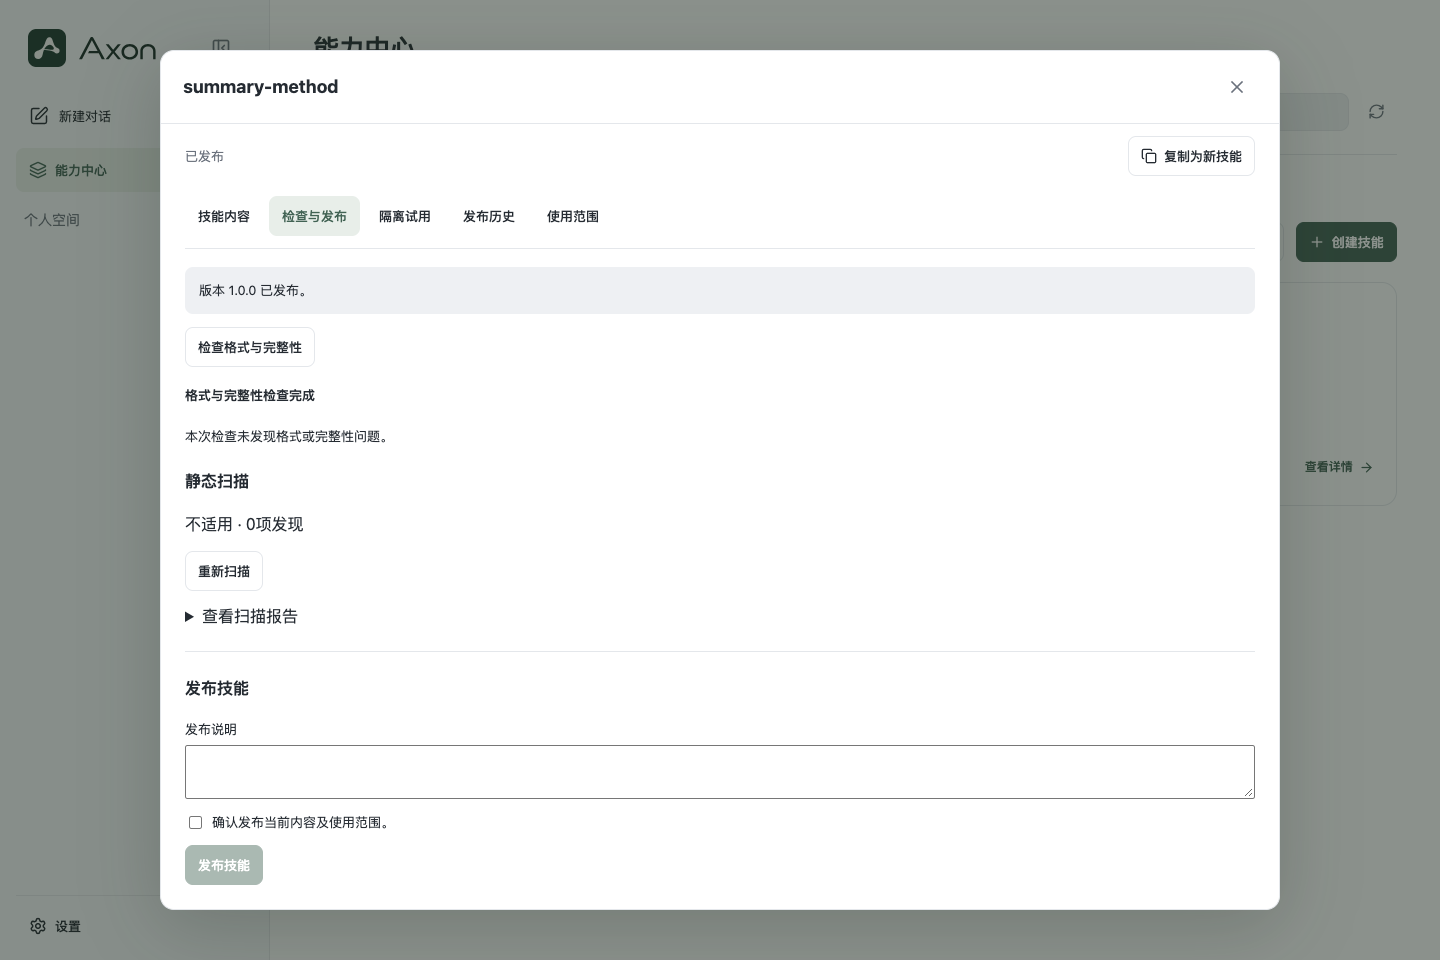 Axon
能力中心
新建对话
能力中心
个人空间
设置
创建技能
查看详情
summary-method
已发布
复制为新技能
技能内容 检查与发布 隔离试用 发布历史 使用范围
版本 1.0.0 已发布。
检查格式与完整性
格式与完整性检查完成
本次检查未发现格式或完整性问题。
静态扫描
不适用 · 0项发现
重新扫描
查看扫描报告
发布技能
发布说明
确认发布当前内容及使用范围。
发布技能